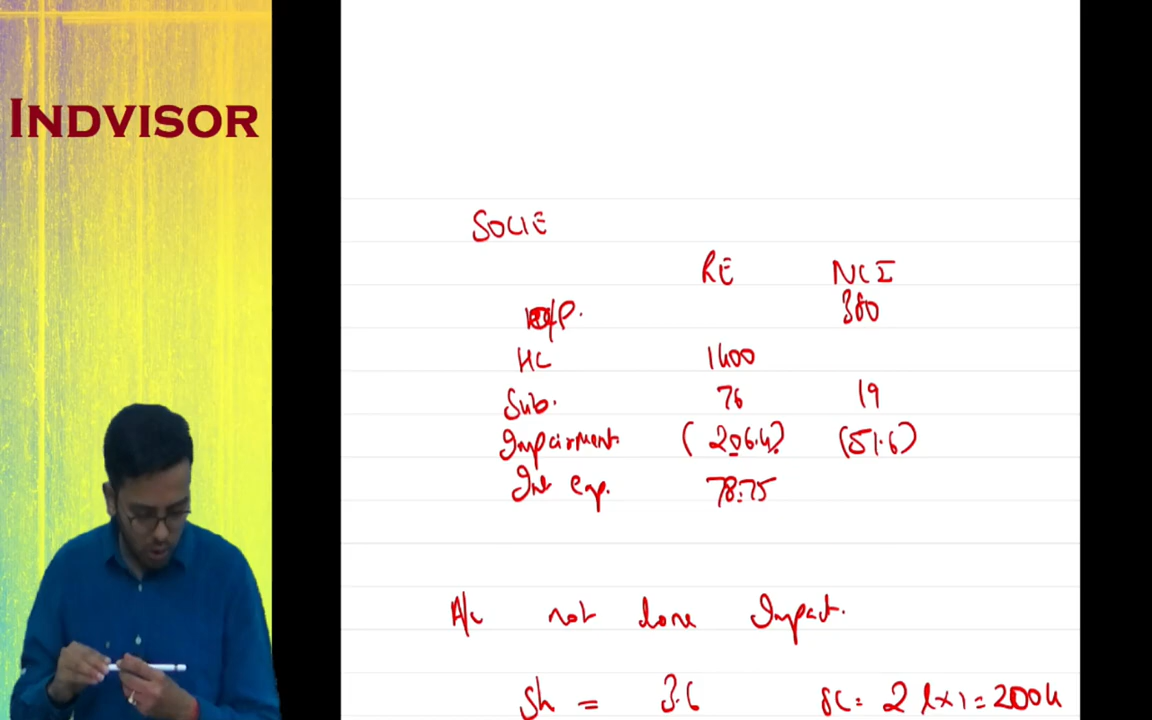 INDVISOR
SOCIE
RE NCI
o/p. 380
HC 1400
Sub. 76 19
Impairment. (206.4) (51.6)
Int exp. 78.75
A/c not done Impact.
Sh = 3.6 SC = 2 l x 1 = 200k